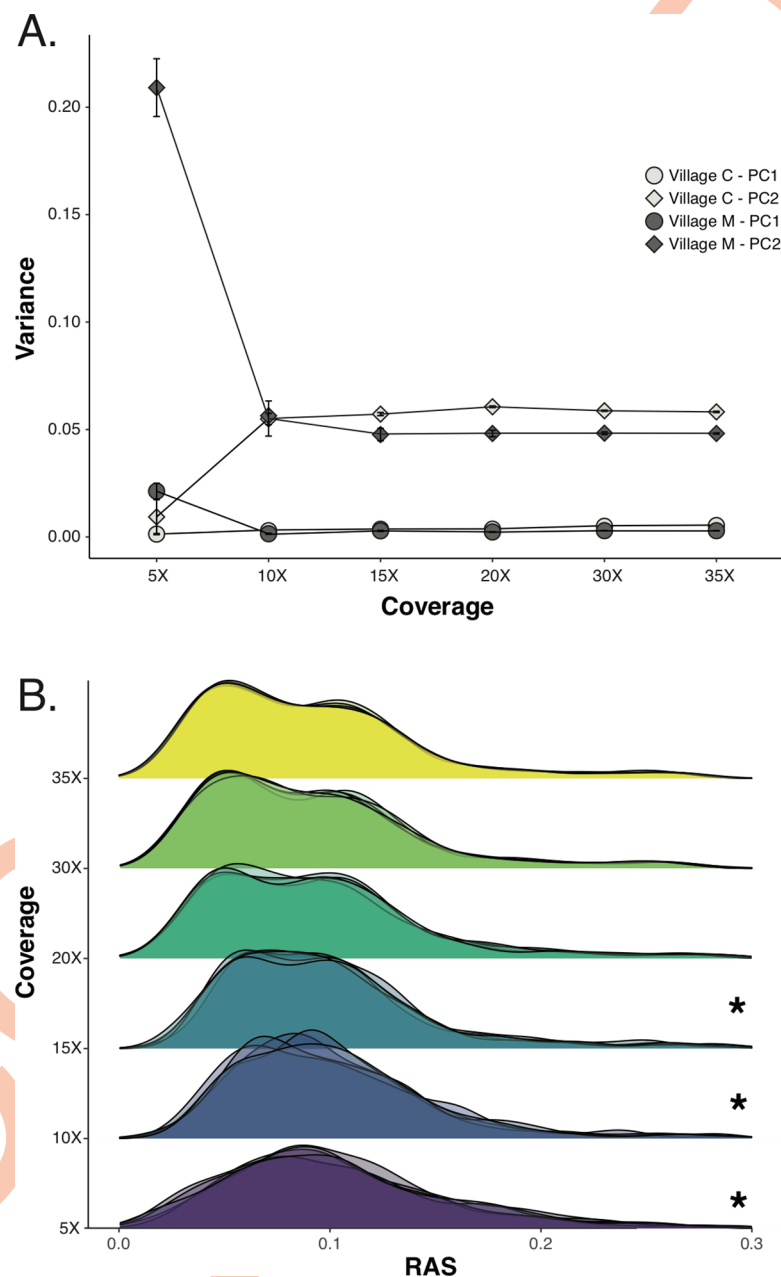 A.
Variance
0.20
0.15
0.10
0.05
0.00
Village C - PC1
Village C - PC2
Village M - PC1
Village M - PC2
5X
10X
15X
20X
30X
35X
Coverage
B.
Coverage
35X
30X
20X
15X
10X
5X
*
*
*
0.0
0.1
0.2
0.3
RAS